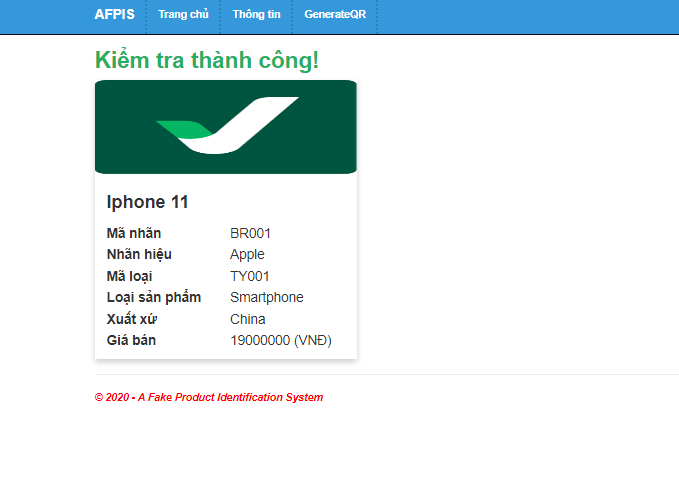 AFPIS Trang chủ Thông tin GenerateQR
Kiểm tra thành công!
Iphone 11
Mã nhãn BR001
Nhãn hiệu Apple
Mã loại TY001
Loại sản phẩm Smartphone
Xuất xứ China
Giá bán 19000000 (VNĐ)
© 2020 - A Fake Product Identification System